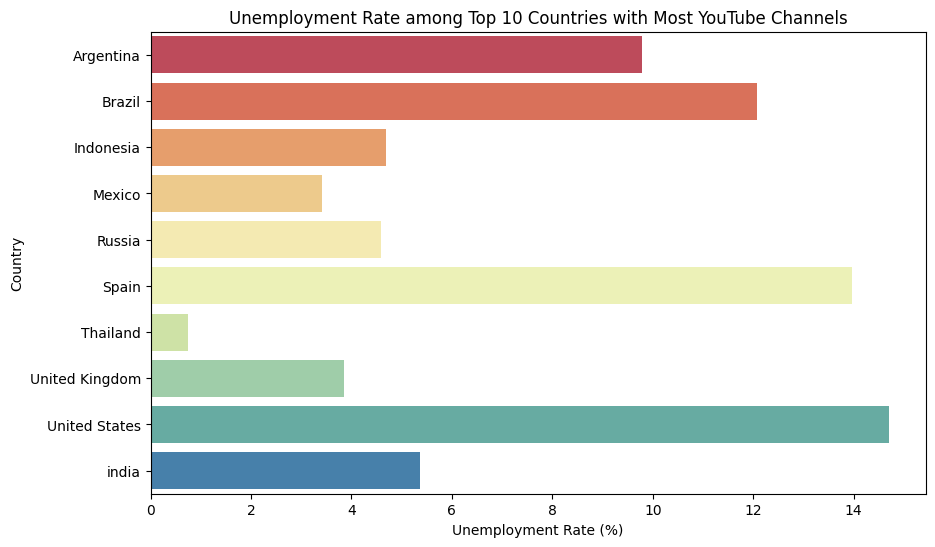 Unemployment Rate among Top 10 Countries with Most YouTube Channels
Country
Argentina
Brazil
Indonesia
Mexico
Russia
Spain
Thailand
United Kingdom
United States
india
0 2 4 6 8 10 12 14
Unemployment Rate (%)